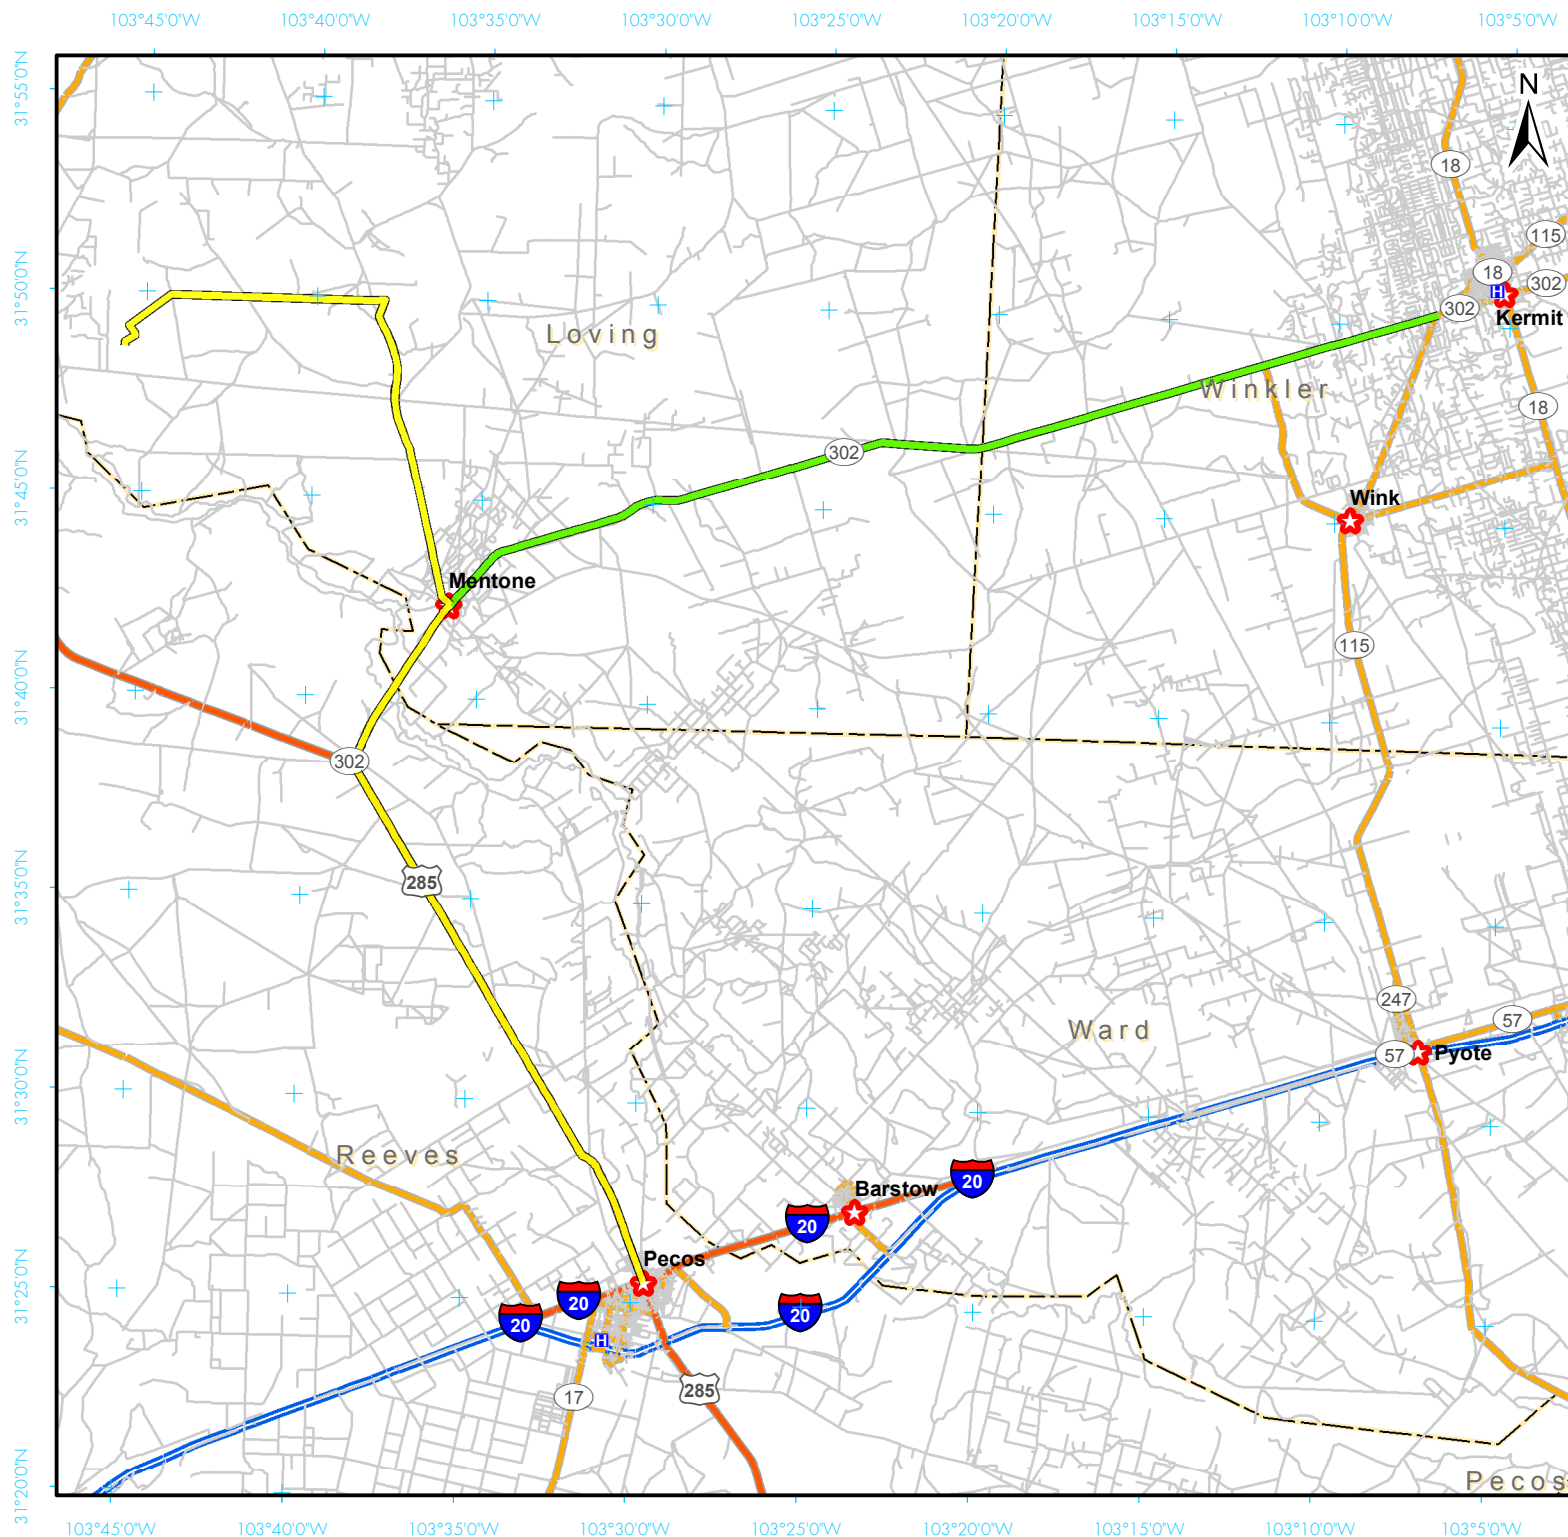 103°45'0"W 103°40'0"W 103°35'0"W 103°30'0"W 103°25'0"W 103°20'0"W 103°15'0"W 103°10'0"W 103°5'0"W
31°55'0"N
N
18
115
31°50'0"N
18
302
H
302
Kermit
Loving
Winkler
18
302
31°45'0"N
Wink
Mentone
115
31°40'0"N
302
285
31°35'0"N
247
57
Ward
57
Pyote
31°30'0"N
Reeves
20
Barstow
20
Pecos
31°25'0"N
20
20
20
H
285
17
31°20'0"N
Pecos
103°45'0"W 103°40'0"W 103°35'0"W 103°30'0"W 103°25'0"W 103°20'0"W 103°15'0"W 103°10'0"W 103°5'0"W